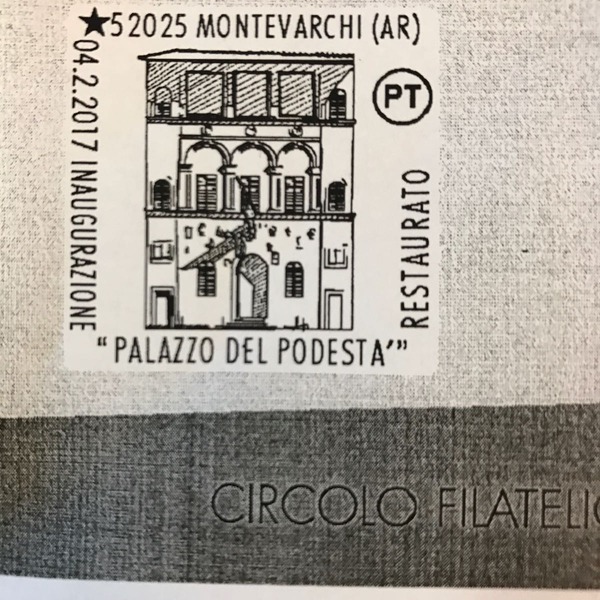 ★52025 MONTEVARCHI (AR)
04.2.2017 INAUGURAZIONE
PT
RESTAURATO
“PALAZZO DEL PODESTA’”
CIRCOLO FILATELIC